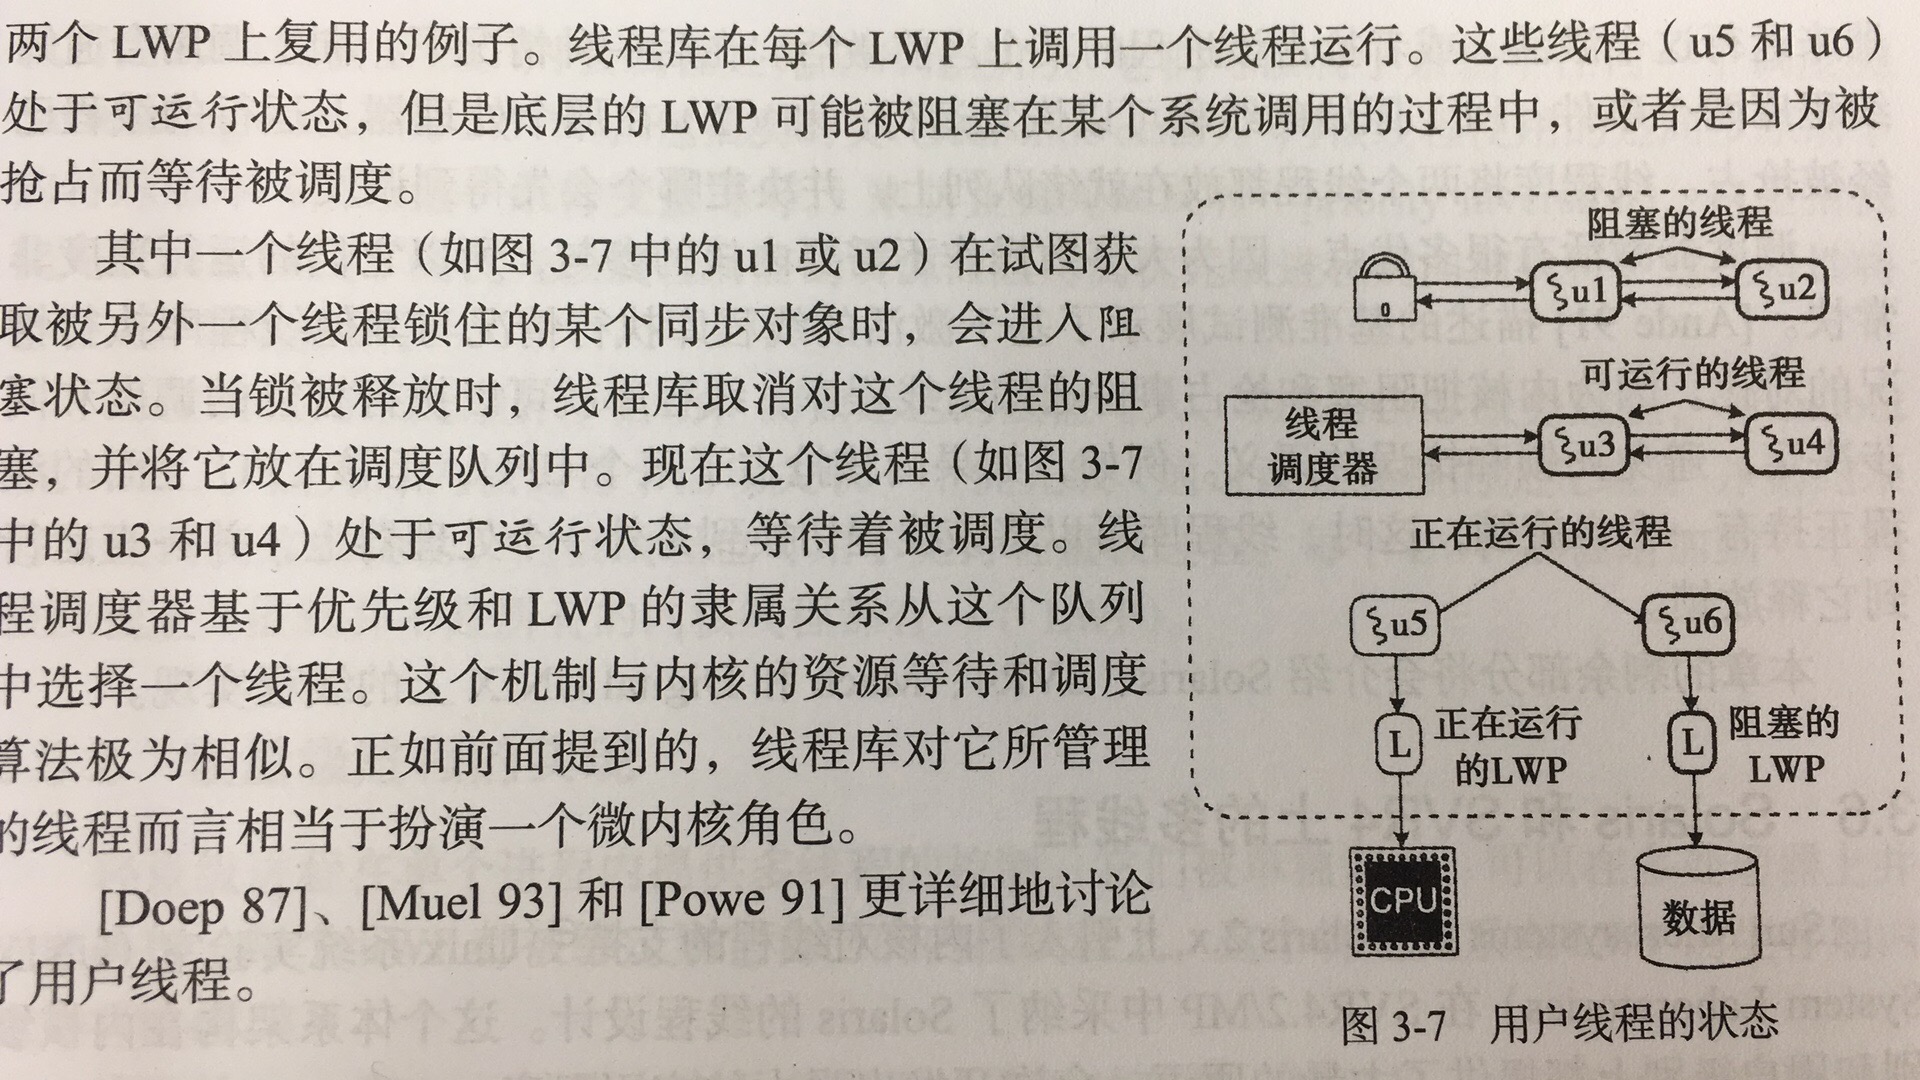 两个 LWP 上复用的例子。线程库在每个 LWP 上调用一个线程运行。这些线程（u5 和 u6）
处于可运行状态，但是底层的 LWP 可能被阻塞在某个系统调用的过程中，或者是因为被
抢占而等待被调度。
其中一个线程（如图 3-7 中的 u1 或 u2）在试图获
取被另外一个线程锁住的某个同步对象时，会进入阻
塞状态。当锁被释放时，线程库取消对这个线程的阻
塞，并将它放在调度队列中。现在这个线程（如图 3-7
中的 u3 和 u4）处于可运行状态，等待着被调度。线
程调度器基于优先级和 LWP 的隶属关系从这个队列
中选择一个线程。这个机制与内核的资源等待和调度
算法极为相似。正如前面提到的，线程库对它所管理
的线程而言相当于扮演一个微内核角色。
[Doep 87]、[Muel 93] 和 [Powe 91] 更详细地讨论
了用户线程。
阻塞的线程
u1
u2
可运行的线程
线程
调度器
u3
u4
正在运行的线程
u5
u6
L
正在运行
的LWP
L
阻塞的
LWP
CPU
数据
图 3-7 用户线程的状态